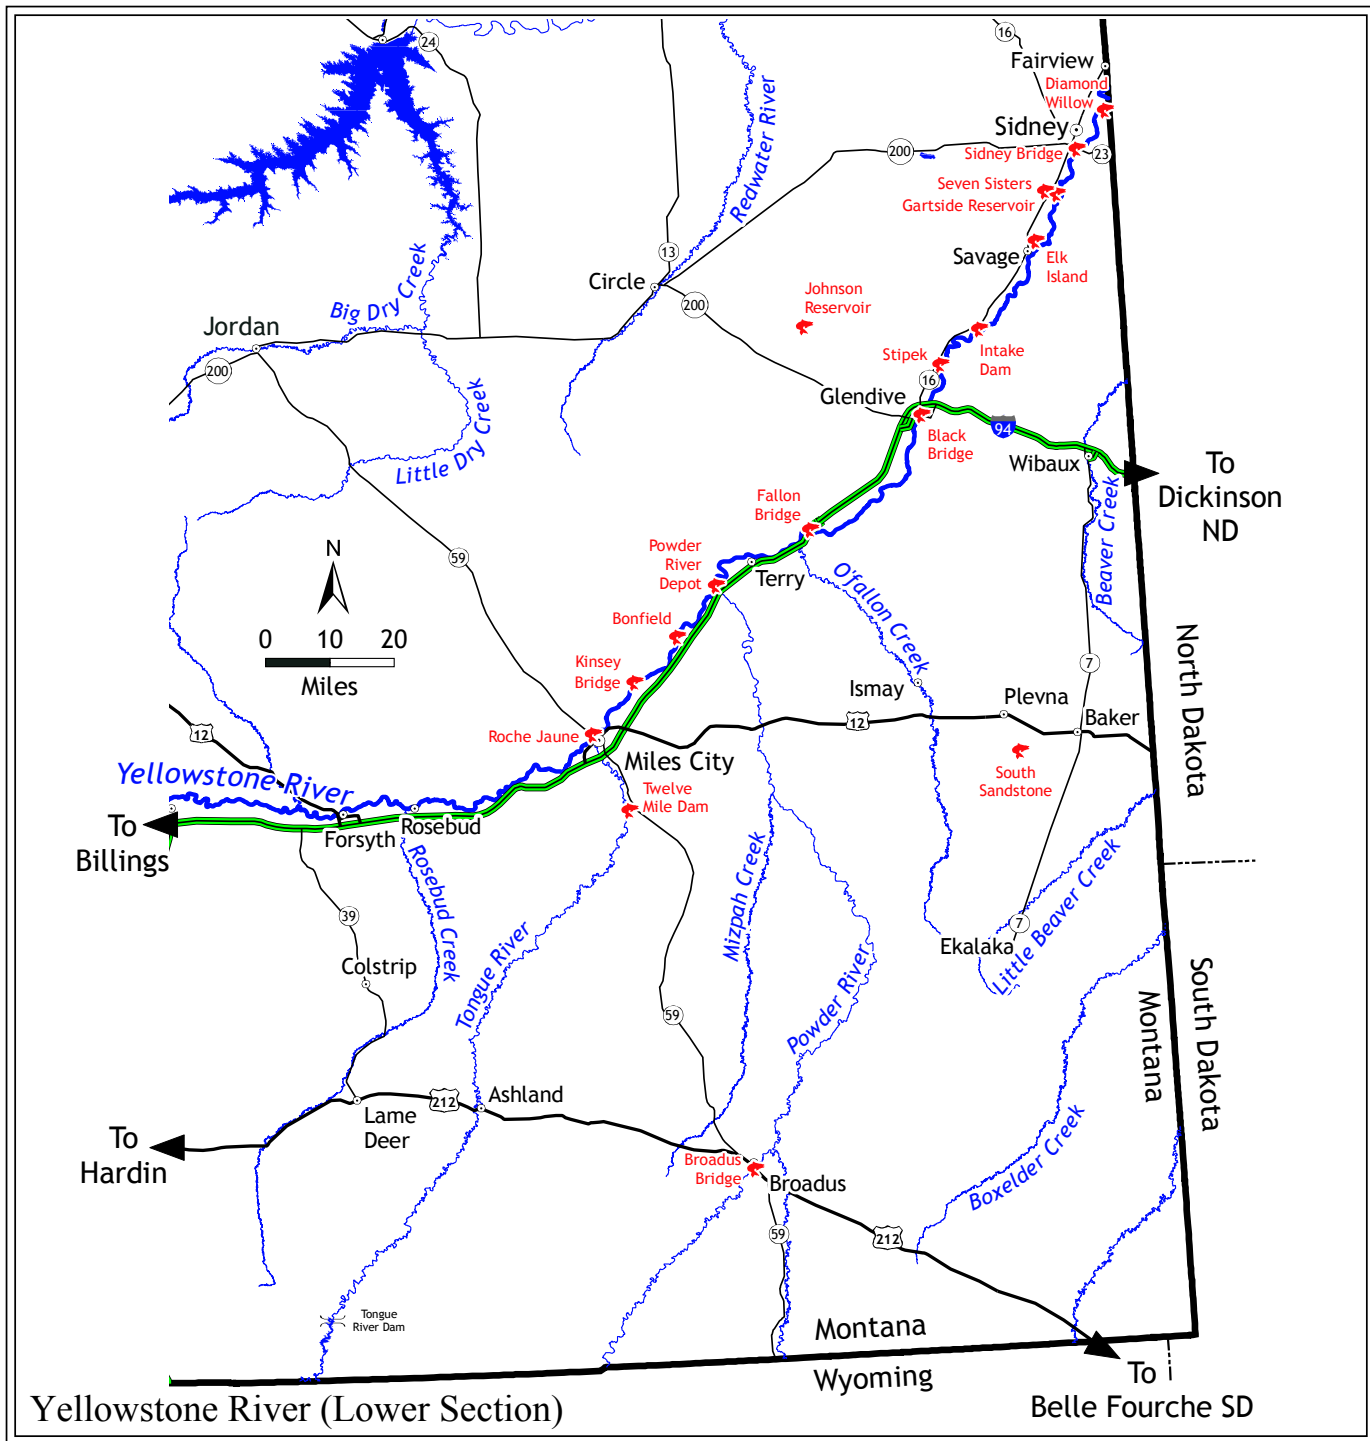 24
16
Fairview
Diamond
Willow
Redwater River
Sidney
200
Sidney Bridge
23
Seven Sisters
Gartside Reservoir
13
Savage
Elk
Island
Big Dry Creek
Circle
Johnson
Reservoir
200
Jordan
Stipek
Intake
Dam
200
16
Glendive
Little Dry Creek
94
Black
Bridge
Wibaux
To
Dickinson
ND
Fallon
Bridge
Beaver Creek
N
59
Powder
River
Depot
Terry
O'fallon Creek
0
10
20
Miles
Bonfield
Kinsey
Bridge
North Dakota
7
Ismay
Plevna
Baker
12
12
Roche Jaune
Miles City
South
Sandstone
Yellowstone River
Twelve
Mile Dam
To
Billings
Forsyth
Rosebud
Rosebud Creek
Mizpah Creek
Little Beaver Creek
39
7
Ekalaka
Colstrip
Tongue River
Powder River
South Dakota
Montana
59
Ashland
212
Lame
Deer
To
Hardin
Boxelder Creek
Broadus
Bridge
Broadus
59
212
Tongue
River Dam
Montana
Wyoming
To
Belle Fourche SD
Yellowstone River (Lower Section)